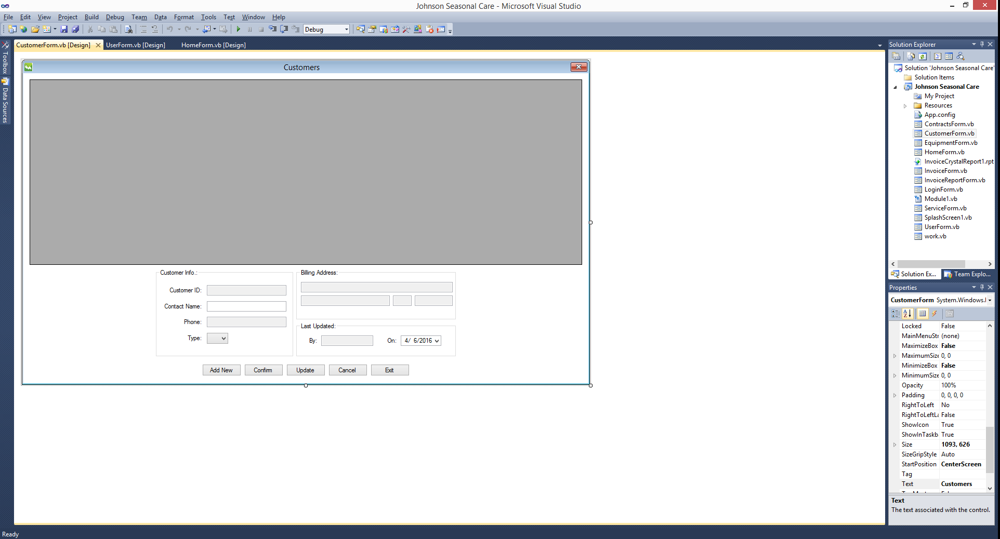 Johnson Seasonal Care - Microsoft Visual Studio
File Edit View Project Build Debug Team Data Format Tools Test Window Help
Debug
Toolbox
Data Sources
CustomerForm.vb [Design] UserForm.vb [Design] HomeForm.vb [Design]
Customers
Customer Info.:
Customer ID:
Contact Name:
Phone:
Type:
Billing Address:
Last Updated:
By: On: 4/ 6/2016
Add New Confirm Update Cancel Exit
Solution Explorer
Solution 'Johnson Seasonal Care'
Solution Items
Johnson Seasonal Care
My Project
Resources
App.config
ContractsForm.vb
CustomerForm.vb
EquipmentForm.vb
HomeForm.vb
InvoiceCrystalReport1.rpt
InvoiceForm.vb
InvoiceReportForm.vb
LoginForm.vb
Module1.vb
ServiceForm.vb
SplashScreen1.vb
UserForm.vb
work.vb
Solution Ex... Team Explo...
Properties
CustomerForm System.Windows.
Locked False
MainMenuStr (none)
MaximizeBox False
MaximumSize 0, 0
MinimizeBox False
MinimumSize 0, 0
Opacity 100%
Padding 0, 0, 0, 0
RightToLeft No
RightToLeftLa False
ShowIcon True
ShowInTaskb True
Size 1093, 626
SizeGripStyle Auto
StartPosition CenterScreen
Tag
Text Customers
Text
The text associated with the control.
Ready